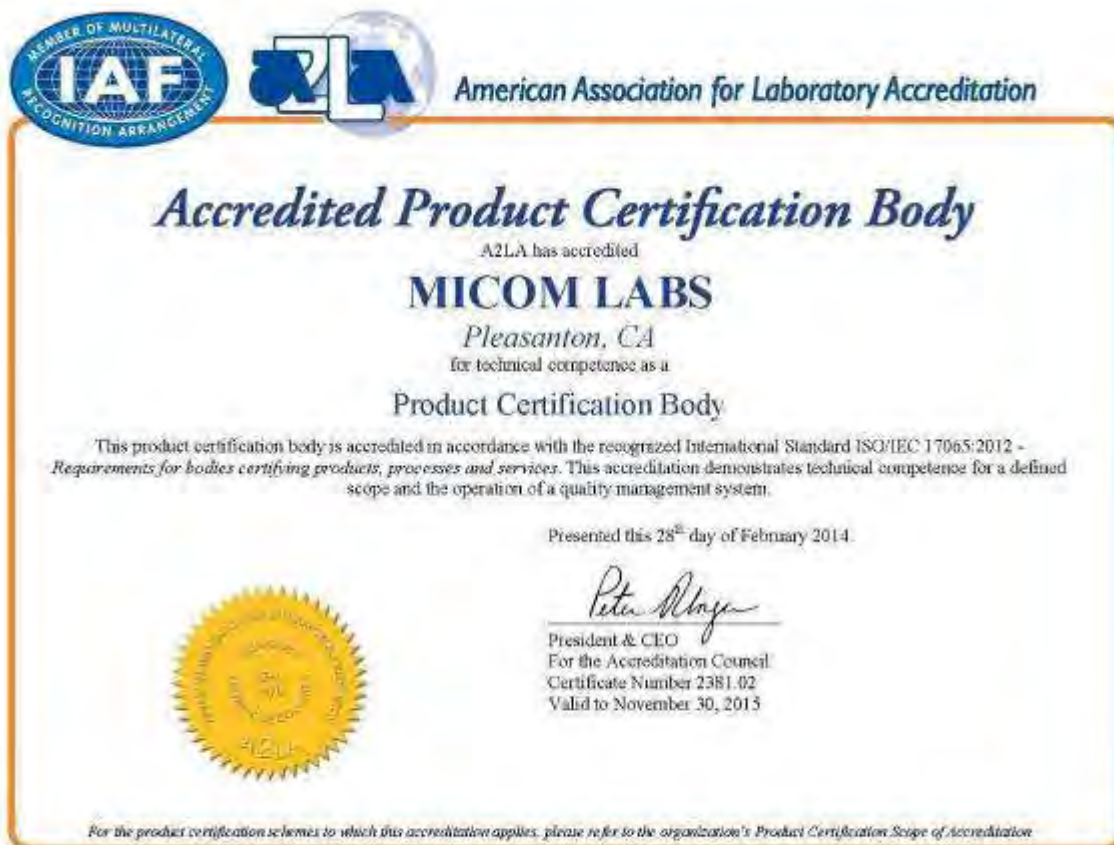 MEMBER OF MULTILATERAL
IAF
RECOGNITION ARRANGEMENT
A2LA
American Association for Laboratory Accreditation
Accredited Product Certification Body
A2LA has accredited
MICOM LABS
Pleasanton, CA
for technical competence as a
Product Certification Body
This product certification body is accredited in accordance with the recognized International Standard ISO/IEC 17065:2012 -
Requirements for bodies certifying products, processes and services. This accreditation demonstrates technical competence for a defined
scope and the operation of a quality management system.
Presented this 28th day of February 2014.
Peter
President & CEO
For the Accreditation Council
Certificate Number 2381.02
Valid to November 30, 2015
A2LA
For the product certification schemes to which this accreditation applies, please refer to the organization's Product Certification Scope of Accreditation